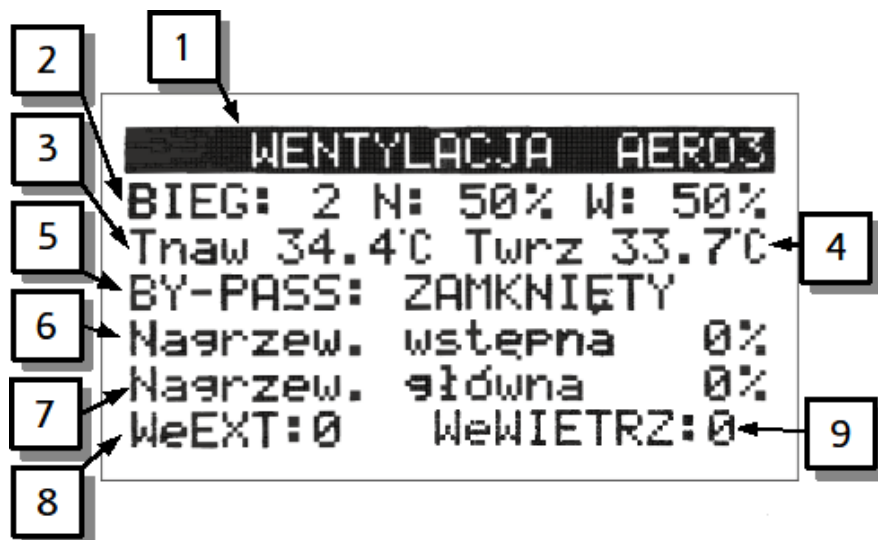 1
2
3
5
6
7
8
4
9
WENTYLACJA AERO3
BIEG: 2 N: 50% W: 50%
Tnaw 34.4°C Twrz 33.7°C
BY-PASS: ZAMKNIĘTY
Nagrzew. wstępna 0%
Nagrzew. główna 0%
WeEXT:0 WeWIETRZ:0